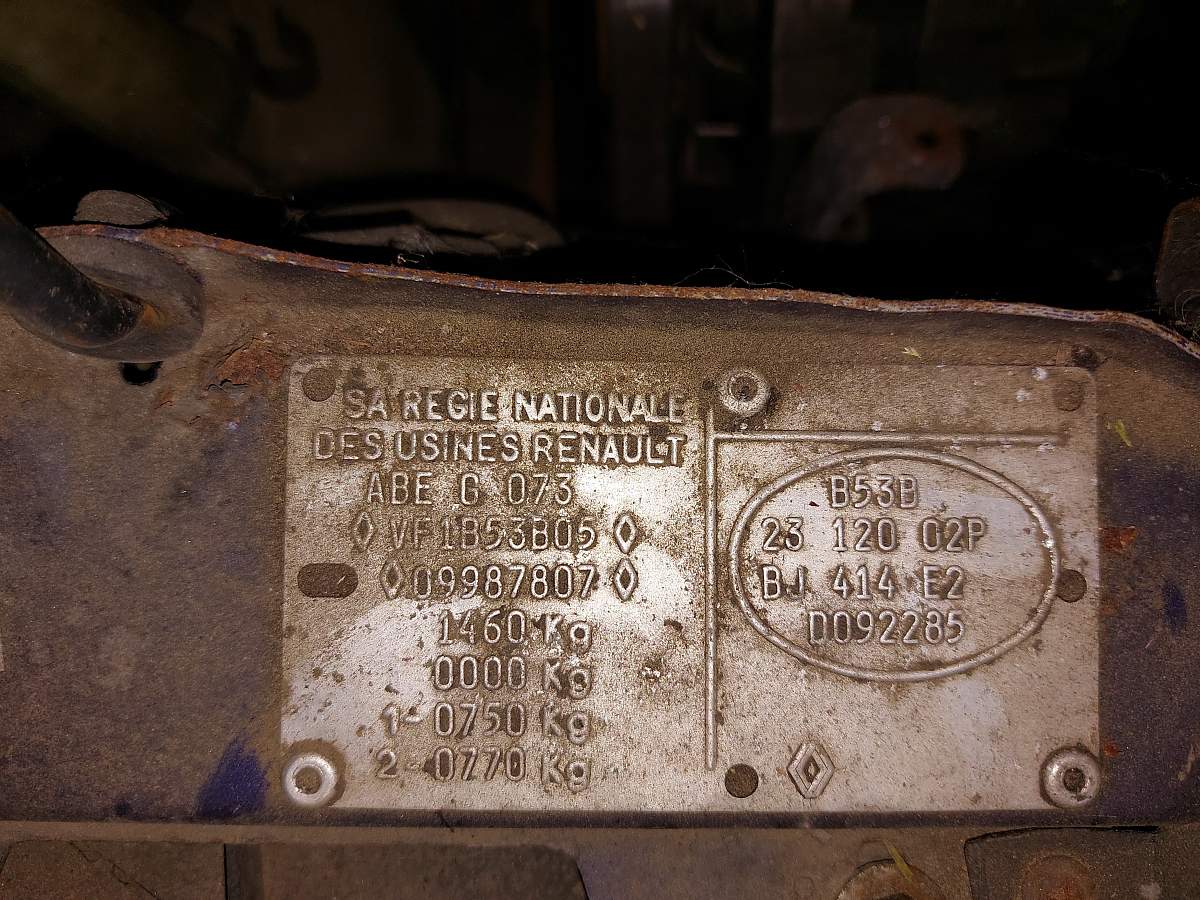 SA REGIE NATIONALE
DES USINES RENAULT
ABE G 073
◊ VF1B53B05 ◊
◊ 09987807 ◊
1460 Kg
0000 Kg
1- 0750 Kg
2- 0770 Kg
B53B
23 120 02P
BJ 414 E2
D092285